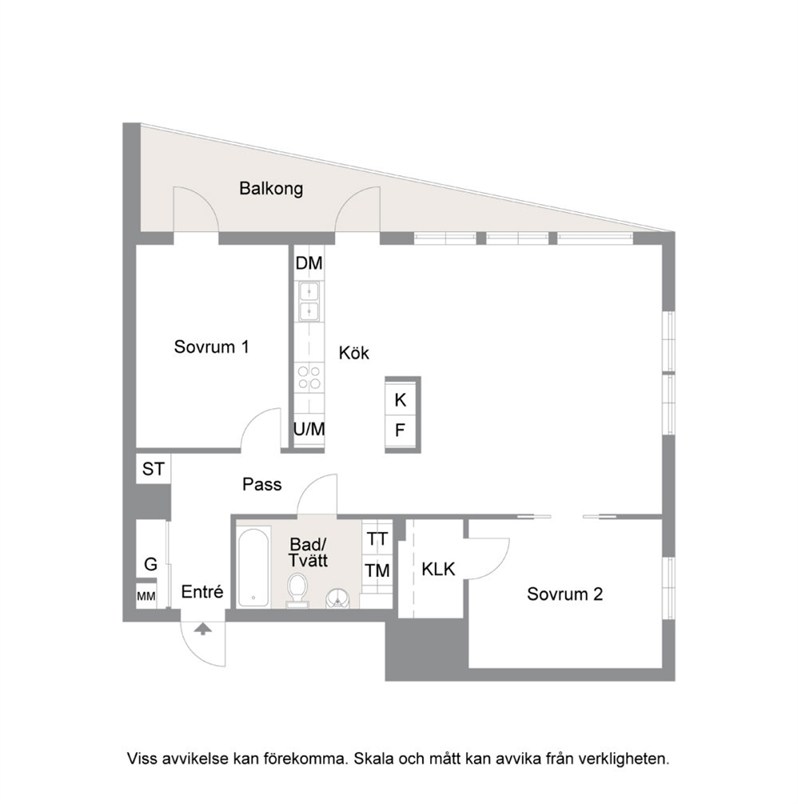 Balkong
DM
Sovrum 1
Kök
K
U/M
F
ST
Pass
Bad/
Tvätt
TT
TM
G
MM
Entré
KLK
Sovrum 2
Viss avvikelse kan förekomma. Skala och mått kan avvika från verkligheten.